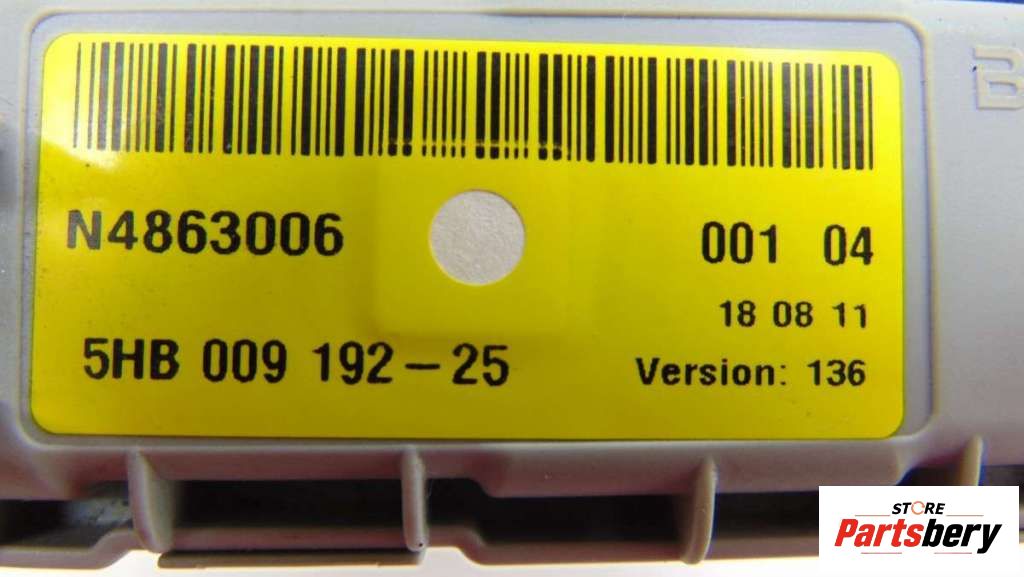 B
N4863006
001 04
18 08 11
5HB 009 192-25
Version: 136
STORE
Partsbery